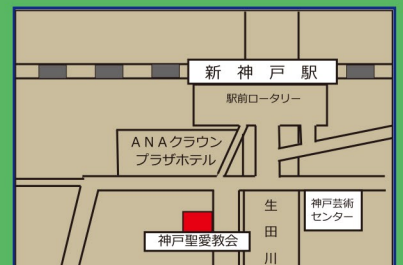 新神戸駅
駅前ロータリー
ANAクラウン
プラザホテル
生田川
神戸芸術
センター
神戸聖愛教会